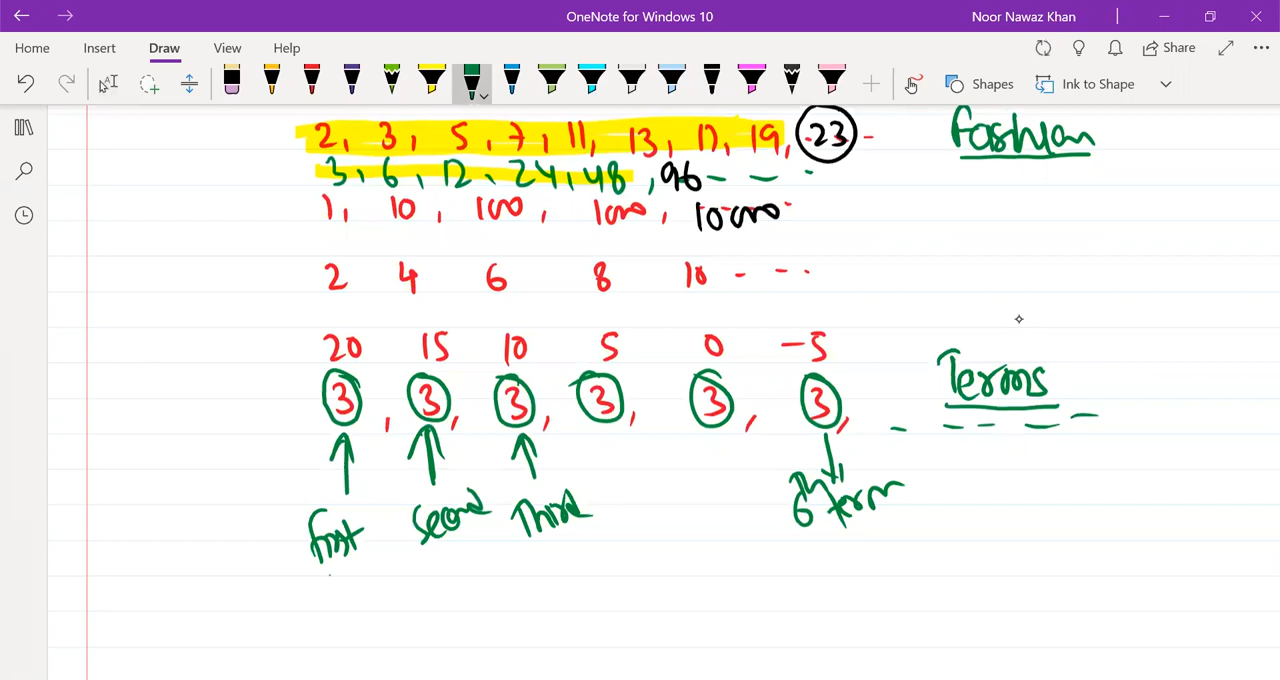 OneNote for Windows 10
Noor Nawaz Khan
Home Insert Draw View Help Share
Shapes Ink to Shape
2, 3, 5, 7, 11, 13, 17, 19, 23 -
Fashian
3, 6, 12, 24, 48, 96 - - -
1, 10, 100, 1000, 10000
2 4 6 8 10 - - -
20 15 10 5 0 -5
Terms
3, 3, 3, 3, 3, 3, - - - - -
First Second Third 6th term